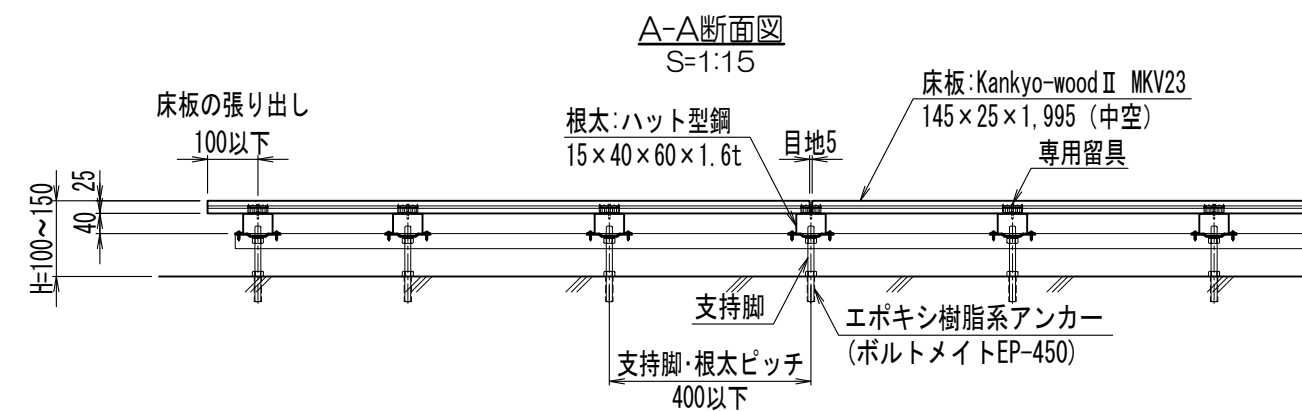 A-A断面図
S=1:15
床板の張り出し
100以下
根太:ハット型鋼
15×40×60×1.6t
目地5
床板:Kankyo-woodⅡ MKV23
145×25×1,995 (中空)
専用留具
25
40
H=100~150
支持脚
エポキシ樹脂系アンカー
(ボルトメイトEP-450)
支持脚・根太ピッチ
400以下